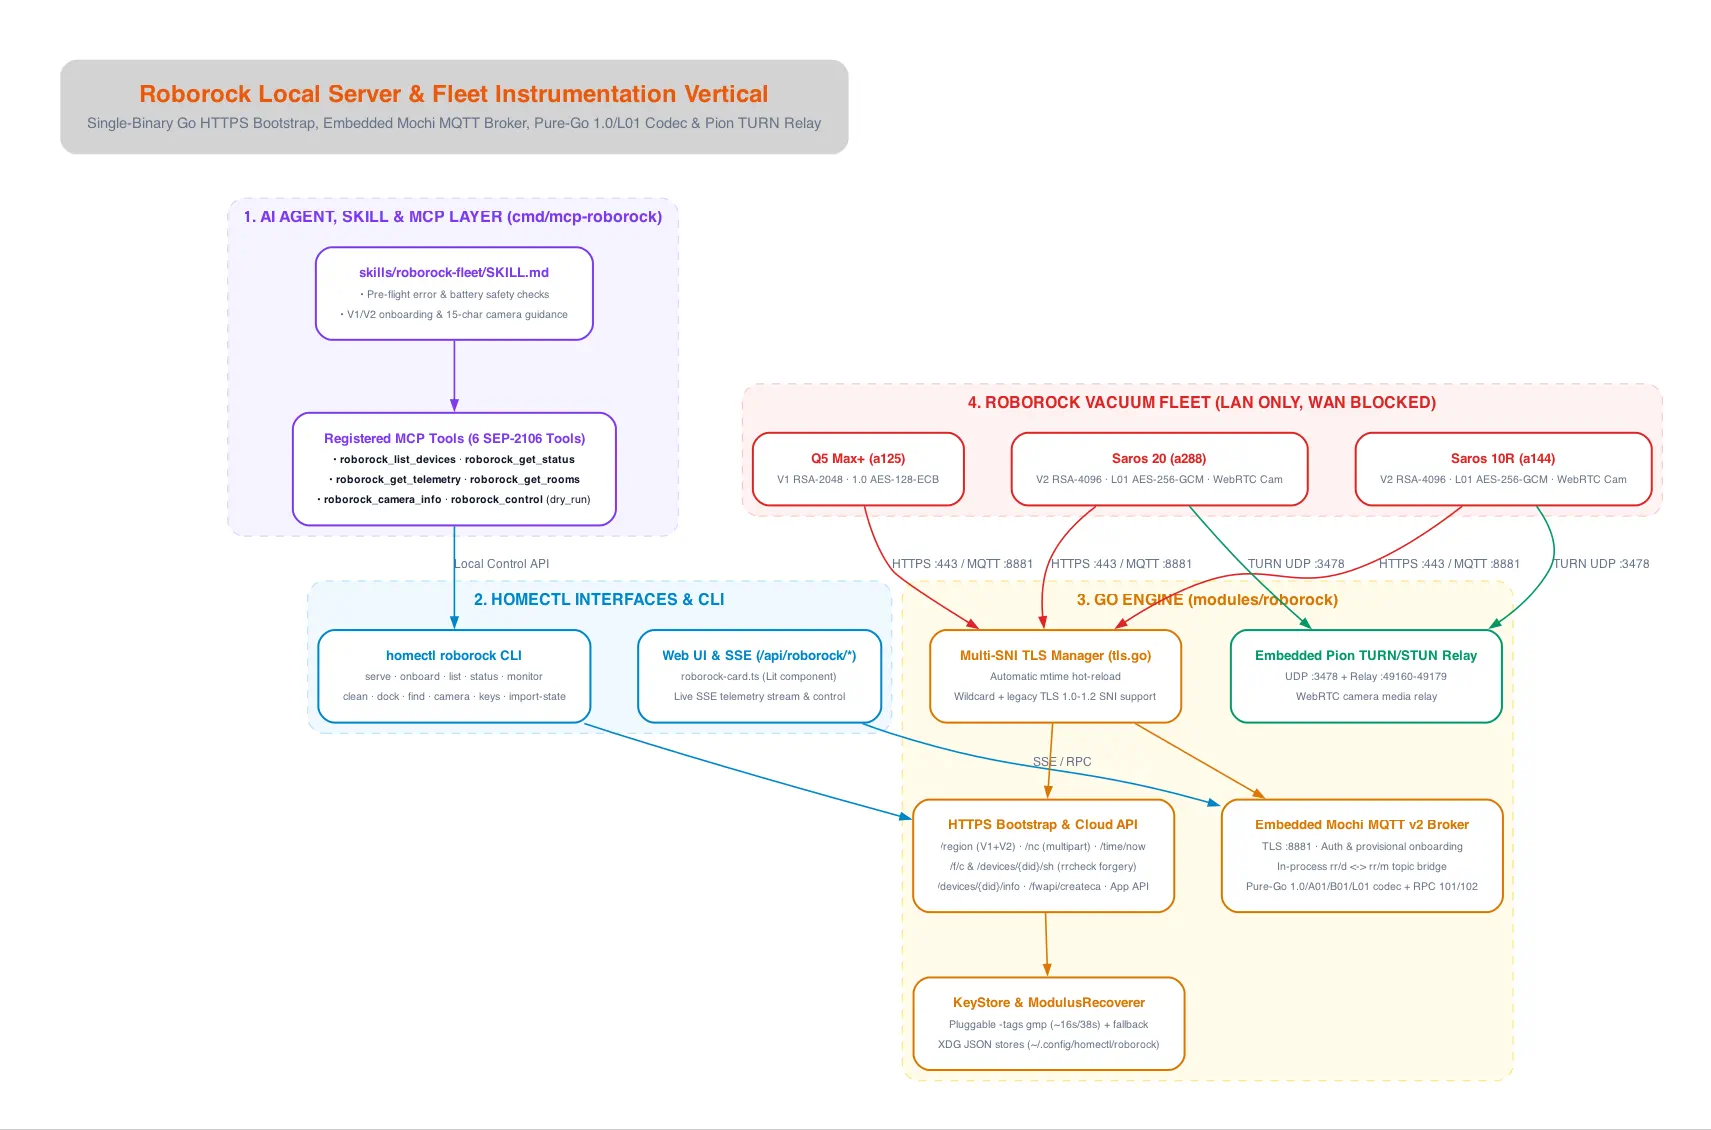 Roborock Local Server & Fleet Instrumentation Vertical
Single-Binary Go HTTPS Bootstrap, Embedded Mochi MQTT Broker, Pure-Go 1.0/L01 Codec & Pion TURN Relay
1. AI AGENT, SKILL & MCP LAYER (cmd/mcp-roborock)
skills/roborock-fleet/SKILL.md
• Pre-flight error & battery safety checks
• V1/V2 onboarding & 15-char camera guidance
Registered MCP Tools (6 SEP-2106 Tools)
• roborock_list_devices · roborock_get_status
• roborock_get_telemetry · roborock_get_rooms
• roborock_camera_info · roborock_control (dry_run)
Local Control API
4. ROBOROCK VACUUM FLEET (LAN ONLY, WAN BLOCKED)
Q5 Max+ (a125)
V1 RSA-2048 · 1.0 AES-128-ECB
Saros 20 (a288)
V2 RSA-4096 · L01 AES-256-GCM · WebRTC Cam
Saros 10R (a144)
V2 RSA-4096 · L01 AES-256-GCM · WebRTC Cam
HTTPS :443 / MQTT :8881
HTTPS :443 / MQTT :8881
TURN UDP :3478
HTTPS :443 / MQTT :8881
TURN UDP :3478
2. HOMECTL INTERFACES & CLI
homectl roborock CLI
serve · onboard · list · status · monitor
clean · dock · find · camera · keys · import-state
Web UI & SSE (/api/roborock/*)
roborock-card.ts (Lit component)
Live SSE telemetry stream & control
3. GO ENGINE (modules/roborock)
Multi-SNI TLS Manager (tls.go)
Automatic mtime hot-reload
Wildcard + legacy TLS 1.0-1.2 SNI support
Embedded Pion TURN/STUN Relay
UDP :3478 + Relay :49160-49179
WebRTC camera media relay
SSE / RPC
HTTPS Bootstrap & Cloud API
/region (V1+V2) · /nc (multipart) · /time/now
/f/c & /devices/{did}/sh (rrcheck forgery)
/devices/{did}/info · /fwapi/createca · App API
Embedded Mochi MQTT v2 Broker
TLS :8881 · Auth & provisional onboarding
In-process rr/d <-> rr/m topic bridge
Pure-Go 1.0/A01/B01/L01 codec + RPC 101/102
KeyStore & ModulusRecoverer
Pluggable -tags gmp (~16s/38s) + fallback
XDG JSON stores (~/.config/homectl/roborock)